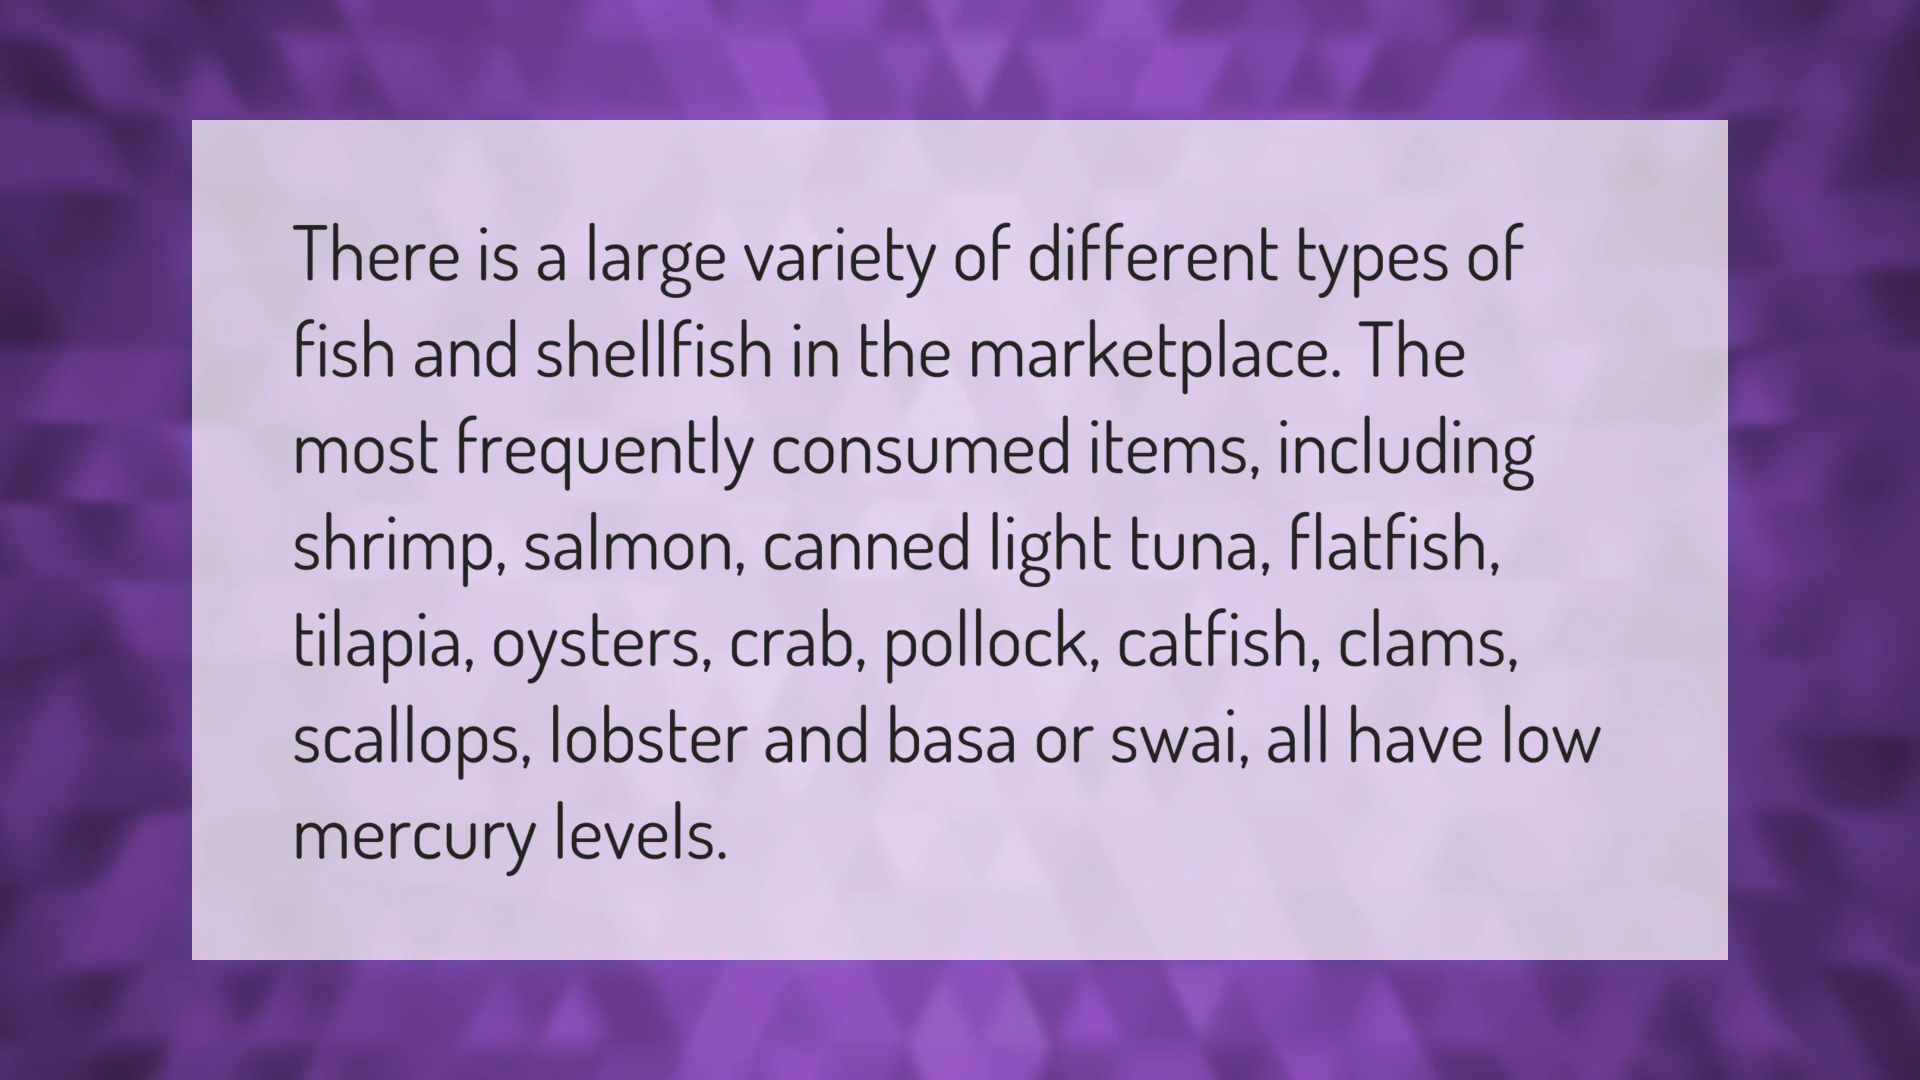 There is a large variety of different types of
fish and shellfish in the marketplace. The
most frequently consumed items, including
shrimp, salmon, canned light tuna, flatfish,
tilapia, oysters, crab, pollock, catfish, clams,
scallops, lobster and basa or swai, all have low
mercury levels.